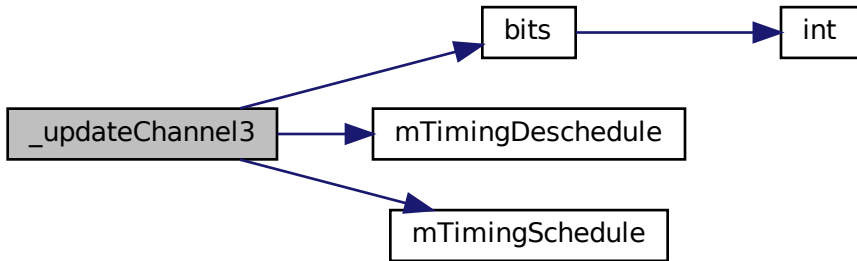 bits
int
_updateChannel3
mTimingDeschedule
mTimingSchedule